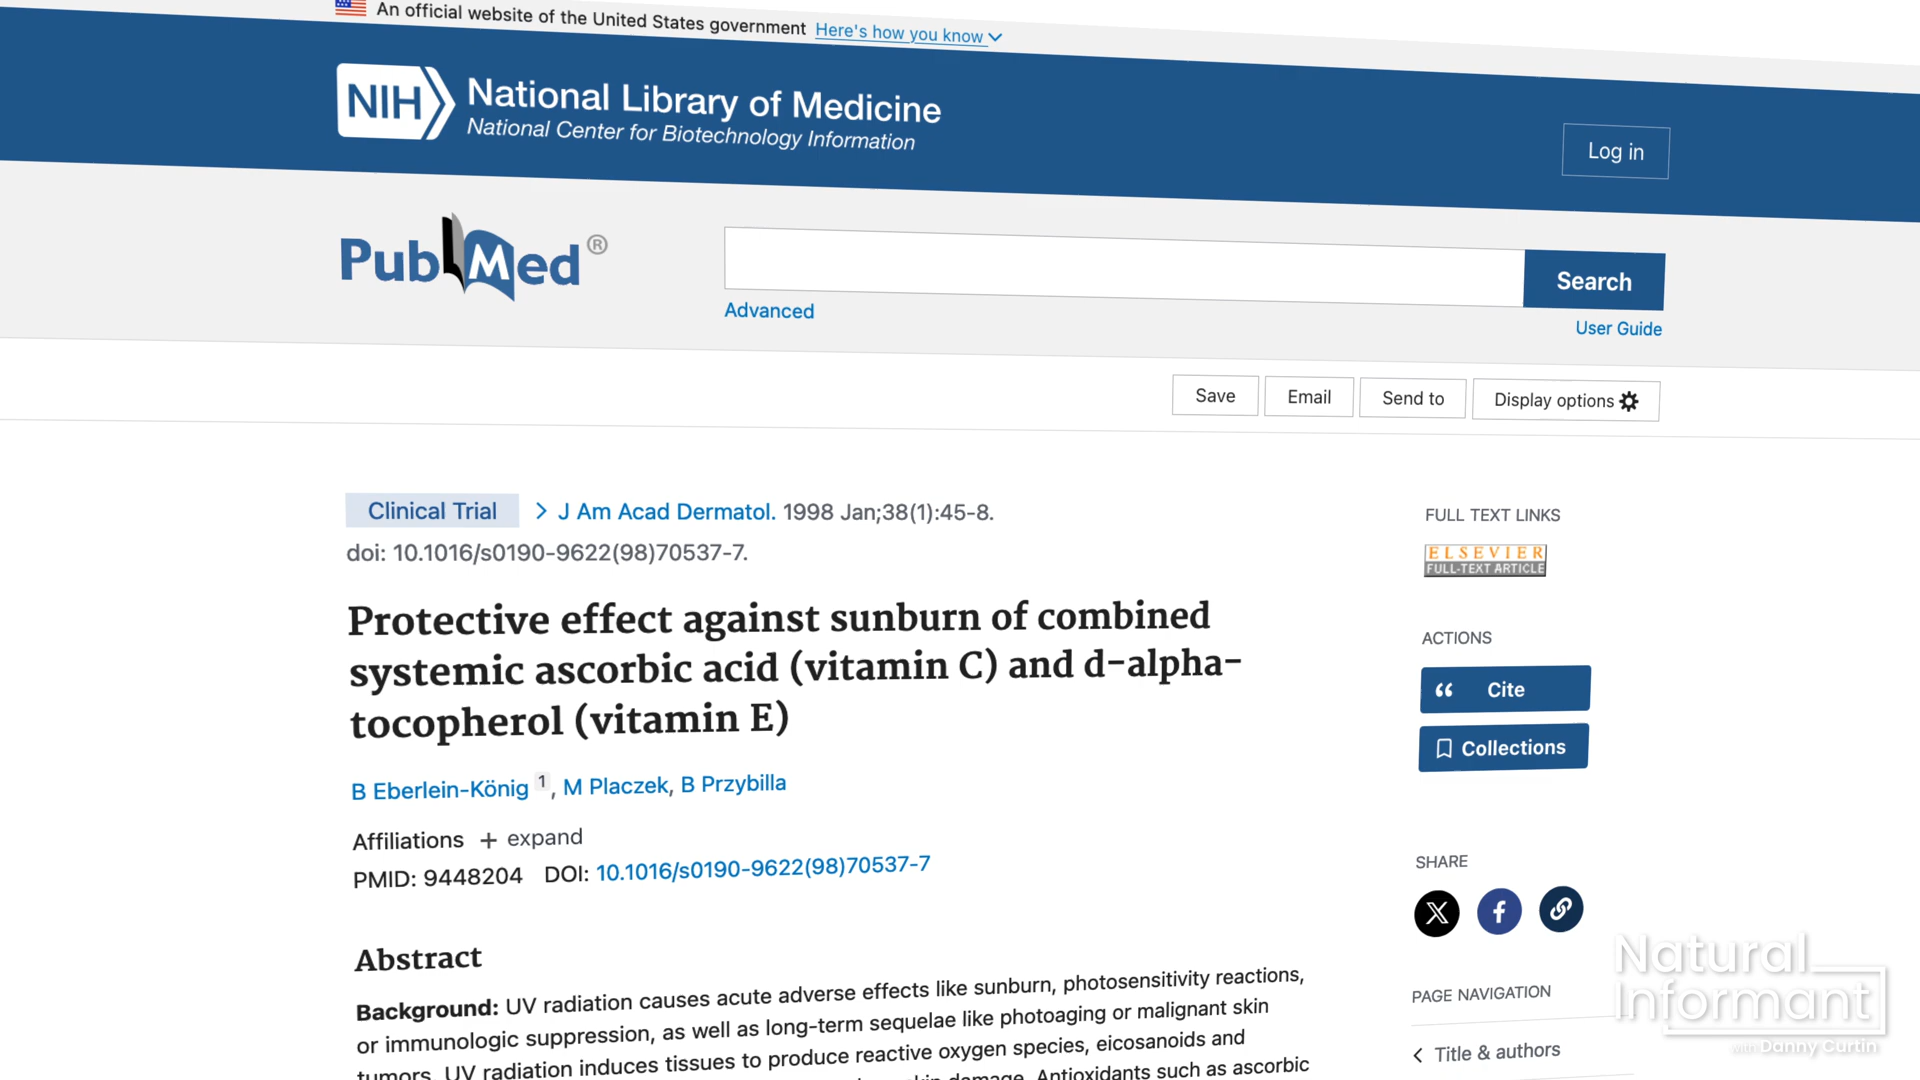 An official website of the United States government Here's how you know
NIH National Library of Medicine
National Center for Biotechnology Information
Log in
PubMed®
Search
Advanced
User Guide
Save Email Send to Display options
Clinical Trial > J Am Acad Dermatol. 1998 Jan;38(1):45-8.
doi: 10.1016/s0190-9622(98)70537-7.
Protective effect against sunburn of combined
systemic ascorbic acid (vitamin C) and d-alpha-
tocopherol (vitamin E)
B Eberlein-König 1, M Placzek, B Przybilla
Affiliations + expand
PMID: 9448204 DOI: 10.1016/s0190-9622(98)70537-7
Abstract
Background: UV radiation causes acute adverse effects like sunburn, photosensitivity reactions,
or immunologic suppression, as well as long-term sequelae like photoaging or malignant skin
tumors. UV radiation induces tissues to produce reactive oxygen species, eicosanoids and
skin damage. Antioxidants such as ascorbic
FULL TEXT LINKS
ELSEVIER
FULL-TEXT ARTICLE
ACTIONS
Cite
Collections
SHARE
PAGE NAVIGATION
Title & authors
Natural
Informant
with Danny Curtin